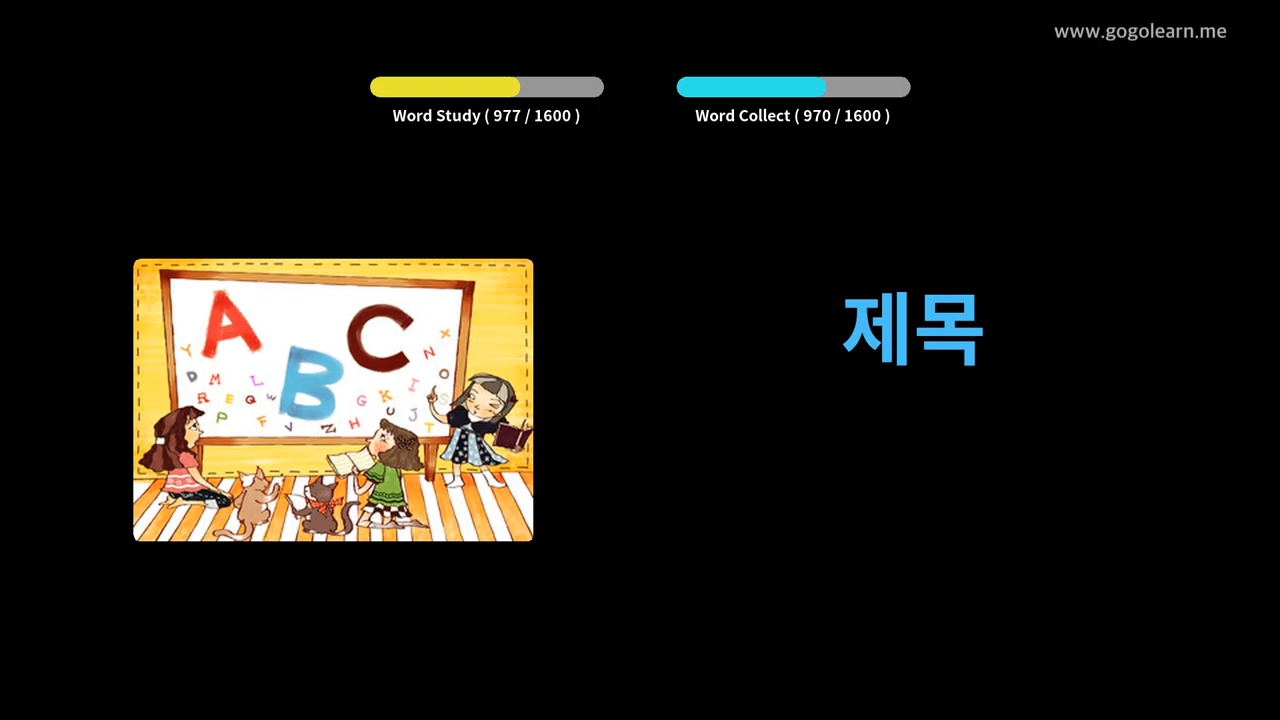 www.gogolearn.me
Word Study ( 977 / 1600 )
Word Collect ( 970 / 1600 )
제목
A
B
C
Y
X
N
D
M
L
I
O
R
E
Q
W
G
K
S
P
F
V
Z
H
U
J
T